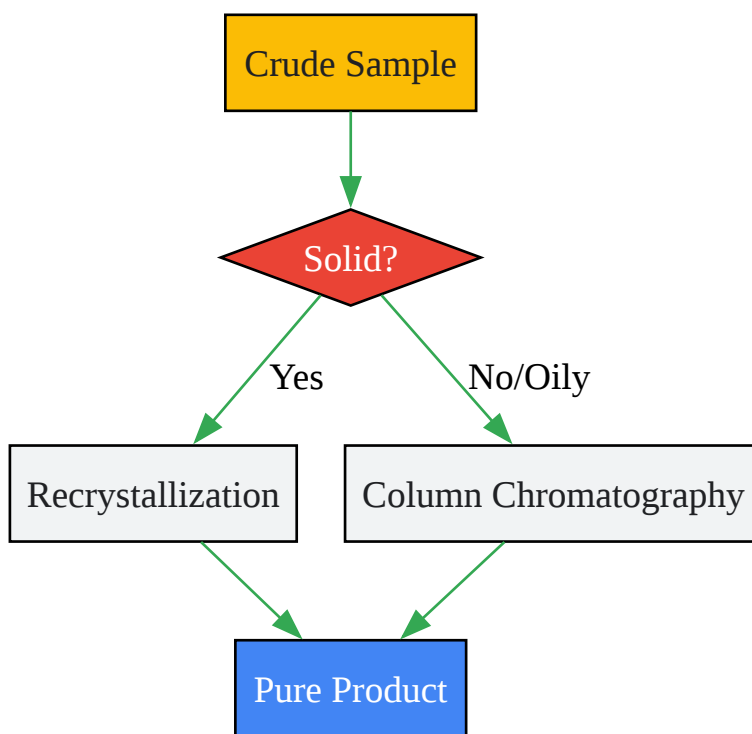 Crude Sample
Solid?
Yes
No/Oily
Recrystallization
Column Chromatography
Pure Product